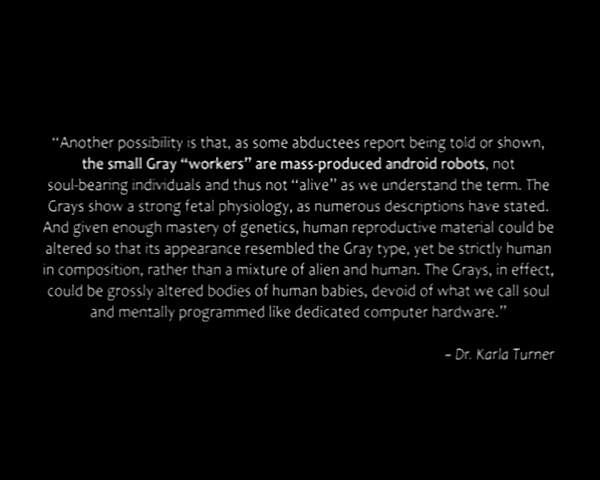 “Another possibility is that, as some abductees report being told or shown,
the small Gray “workers” are mass-produced android robots, not
soul-bearing individuals and thus not “alive” as we understand the term. The
Grays show a strong fetal physiology, as numerous descriptions have stated.
And given enough mastery of genetics, human reproductive material could be
altered so that its appearance resembled the Gray type, yet be strictly human
in composition, rather than a mixture of alien and human. The Grays, in effect,
could be grossly altered bodies of human babies, devoid of what we call soul
and mentally programmed like dedicated computer hardware.”
– Dr. Karla Turner